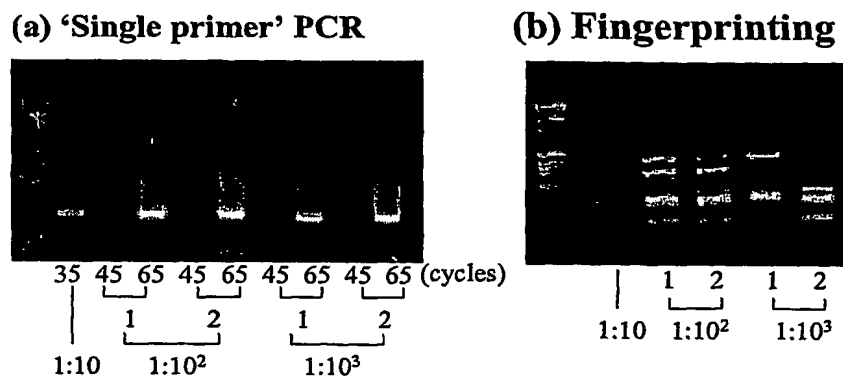 (a) ‘Single primer’ PCR
35 45 65 45 65 45 65 45 65 (cycles)
1 2 1 2
1:10 1:10² 1:10³
(b) Fingerprinting
1 2 1 2
1:10 1:10² 1:10³